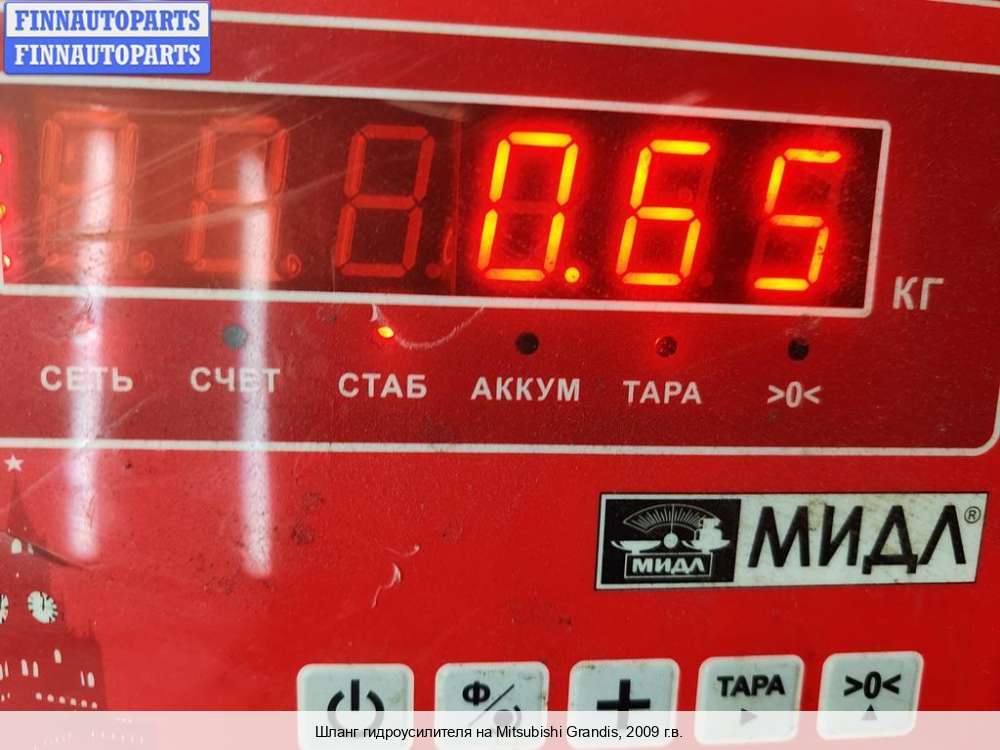 FINNAUTOPARTS
FINNAUTOPARTS
0.65
КГ
СЕТЬ СЧЕТ СТАБ АККУМ ТАРА >0<
МИДЛ МИДЛ®
Ф + ТАРА >0<
Шланг гидроусилителя на Mitsubishi Grandis, 2009 г.в.